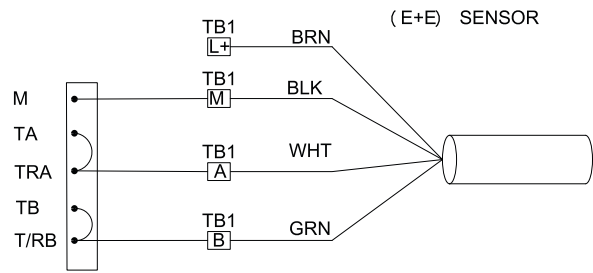 (E+E) SENSOR
TB1
L+
BRN
TB1
M
M
BLK
TA
TB1
A
WHT
TRA
TB
TB1
B
GRN
T/RB